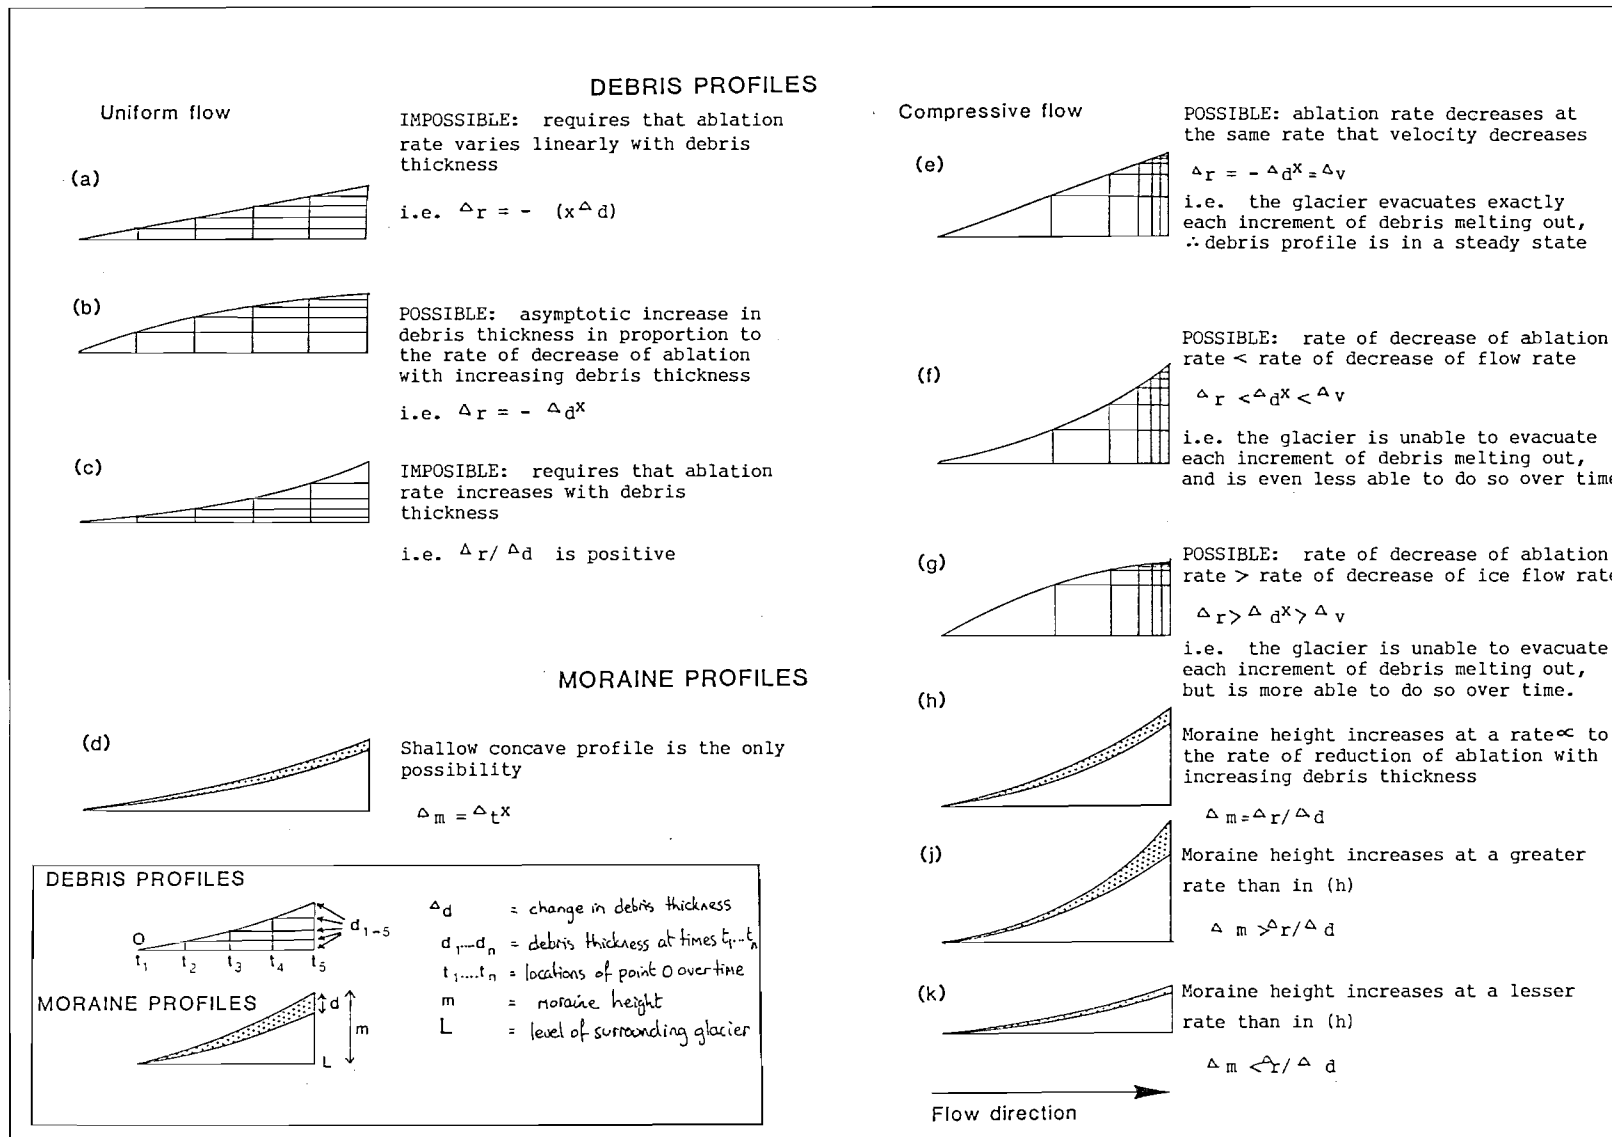 DEBRIS PROFILES
Uniform flow
(a)
IMPOSSIBLE: requires that ablation
rate varies linearly with debris
thickness
i.e. Δr = - (xΔd)
(b)
POSSIBLE: asymptotic increase in
debris thickness in proportion to
the rate of decrease of ablation
with increasing debris thickness
i.e. Δr = - Δd^x
(c)
IMPOSIBLE: requires that ablation
rate increases with debris
thickness
i.e. Δr/Δd is positive
MORAINE PROFILES
(d)
Shallow concave profile is the only
possibility
Δm = Δt^x
DEBRIS PROFILES
O
t₁ t₂ t₃ t₄ t₅
d₁₋₅
MORAINE PROFILES
d
m
L
Δd = change in debris thickness
d₁....dₙ = debris thickness at times t₁...tₙ
t₁....tₙ = locations of point O over time
m = moraine height
L = level of surrounding glacier
Compressive flow
(e)
POSSIBLE: ablation rate decreases at
the same rate that velocity decreases
Δr = - Δd^x = Δv
i.e. the glacier evacuates exactly
each increment of debris melting out,
∴ debris profile is in a steady state
(f)
POSSIBLE: rate of decrease of ablation
rate < rate of decrease of flow rate
Δr < Δd^x < Δv
i.e. the glacier is unable to evacuate
each increment of debris melting out,
and is even less able to do so over time
(g)
POSSIBLE: rate of decrease of ablation
rate > rate of decrease of ice flow rate
Δr > Δd^x > Δv
i.e. the glacier is unable to evacuate
each increment of debris melting out,
but is more able to do so over time.
(h)
Moraine height increases at a rate ∝ to
the rate of reduction of ablation with
increasing debris thickness
Δm = Δr/Δd
(j)
Moraine height increases at a greater
rate than in (h)
Δm > Δr/Δd
(k)
Moraine height increases at a lesser
rate than in (h)
Δm < Δr/Δd
Flow direction